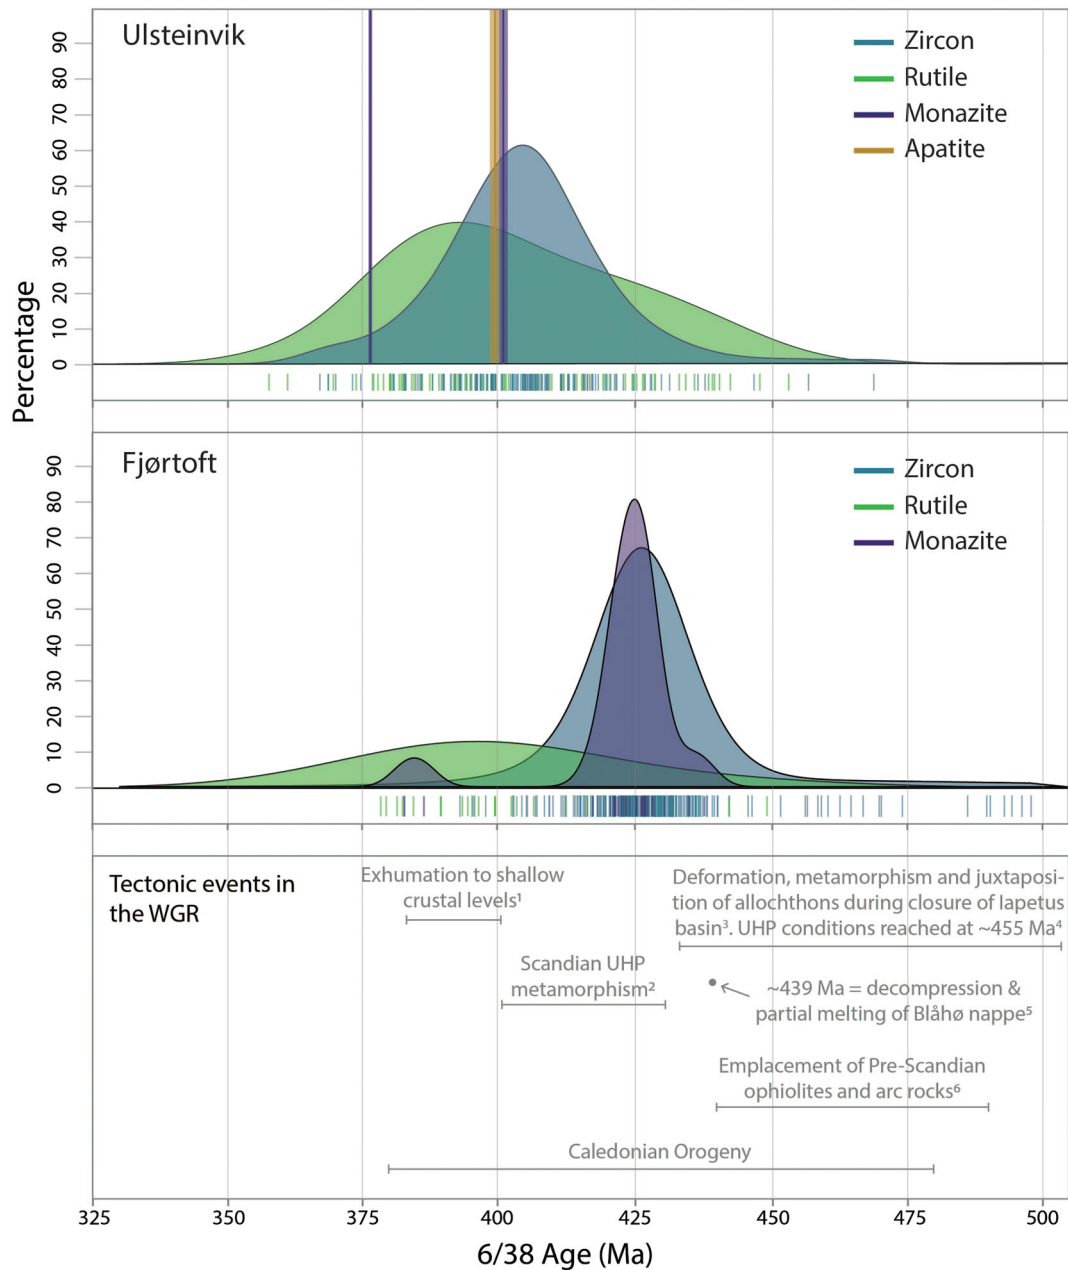 Ulsteinvik
Zircon
Rutile
Monazite
Apatite
90
80
70
60
50
40
30
20
10
0
Percentage
Fjørtoft
Zircon
Rutile
Monazite
90
80
70
60
50
40
30
20
10
0
Tectonic events in
the WGR
Exhumation to shallow
crustal levels¹
Deformation, metamorphism and juxtaposi-
tion of allochthons during closure of Iapetus
basin³. UHP conditions reached at ~455 Ma⁴
Scandian UHP
metamorphism²
~439 Ma = decompression &
partial melting of Blåhø nappe⁵
Emplacement of Pre-Scandian
ophiolites and arc rocks⁶
Caledonian Orogeny
325 350 375 400 425 450 475 500
6/38 Age (Ma)